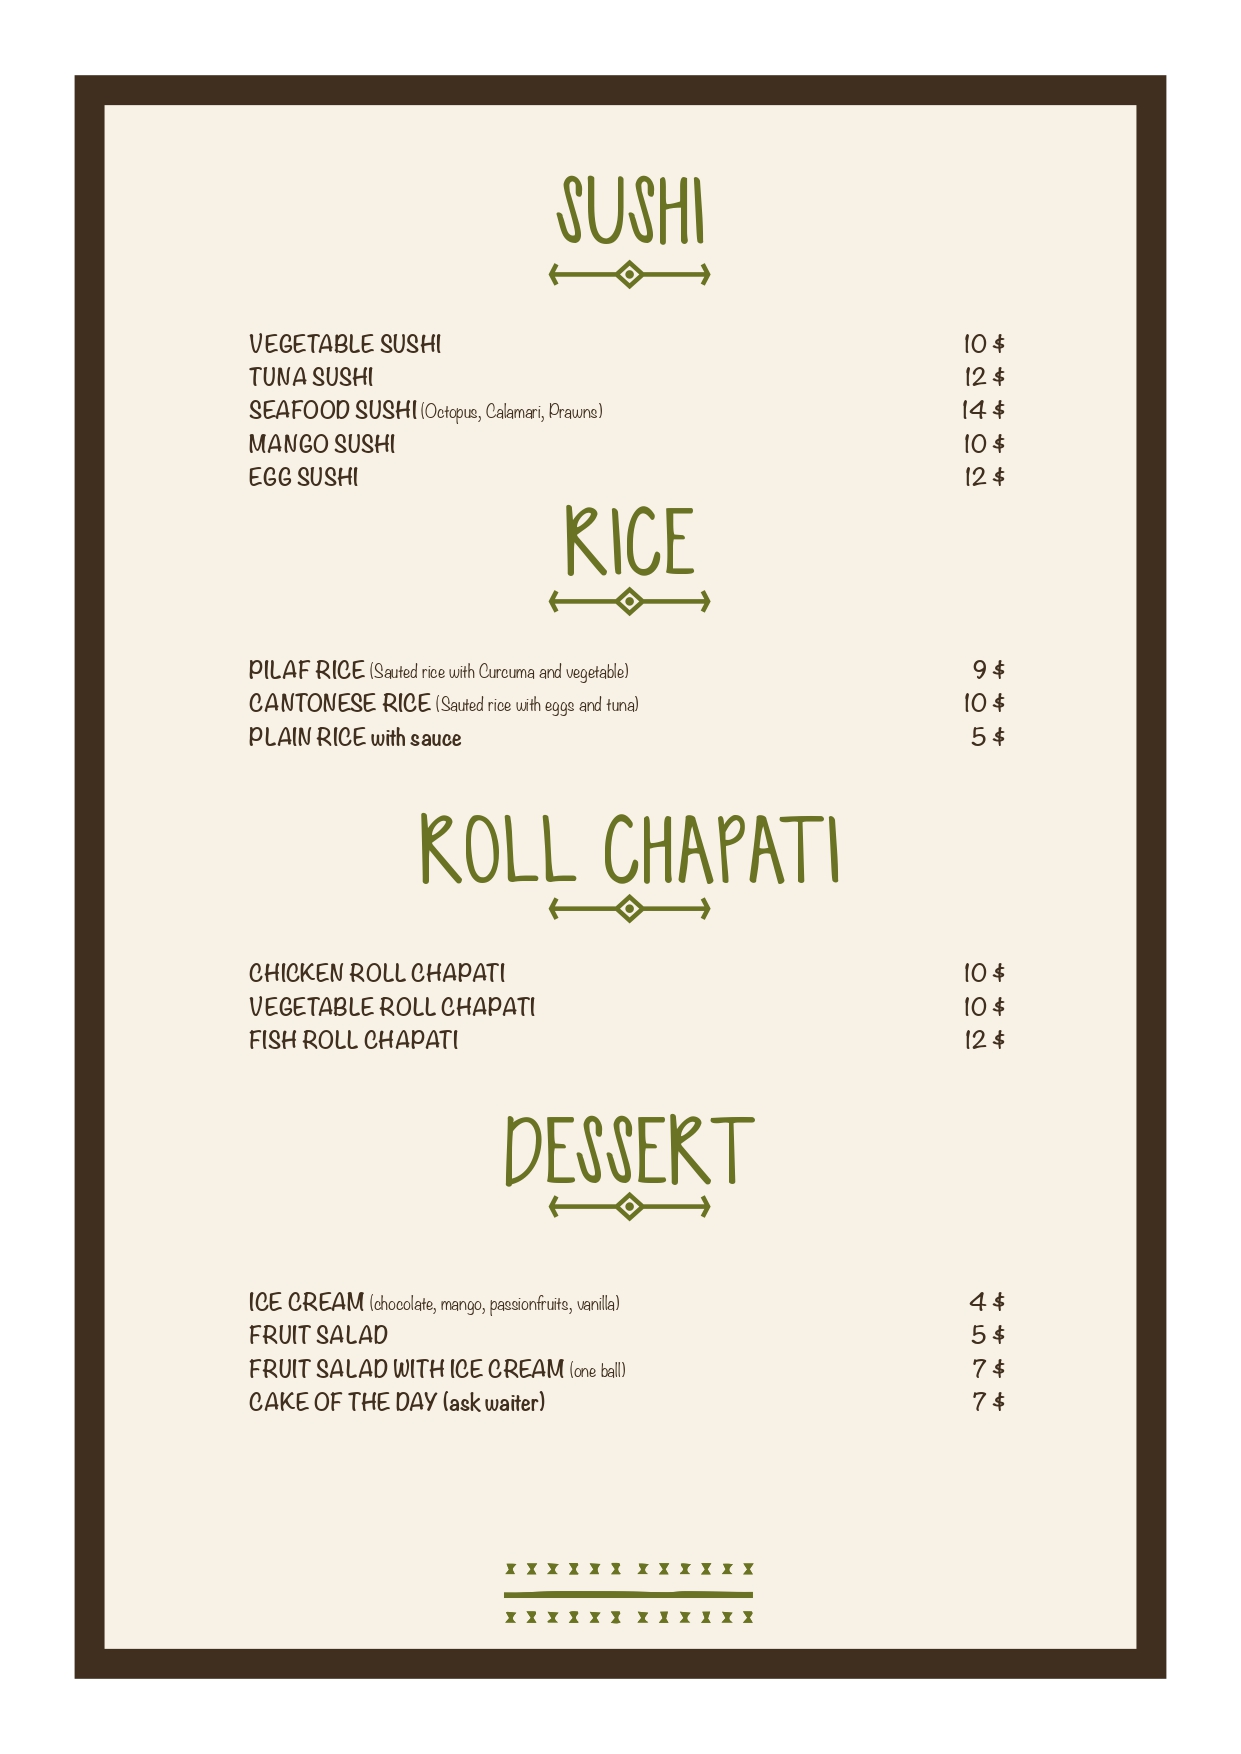 SUSHI
VEGETABLE SUSHI 10 $
TUNA SUSHI 12 $
SEAFOOD SUSHI (Octopus, Calamari, Prawns) 14 $
MANGO SUSHI 10 $
EGG SUSHI 12 $
RICE
PILAF RICE (Sauted rice with Curcuma and vegetable) 9 $
CANTONESE RICE (Sauted rice with eggs and tuna) 10 $
PLAIN RICE with sauce 5 $
ROLL CHAPATI
CHICKEN ROLL CHAPATI 10 $
VEGETABLE ROLL CHAPATI 10 $
FISH ROLL CHAPATI 12 $
DESSERT
ICE CREAM (chocolate, mango, passionfruits, vanilla) 4 $
FRUIT SALAD 5 $
FRUIT SALAD WITH ICE CREAM (one ball) 7 $
CAKE OF THE DAY (ask waiter) 7 $